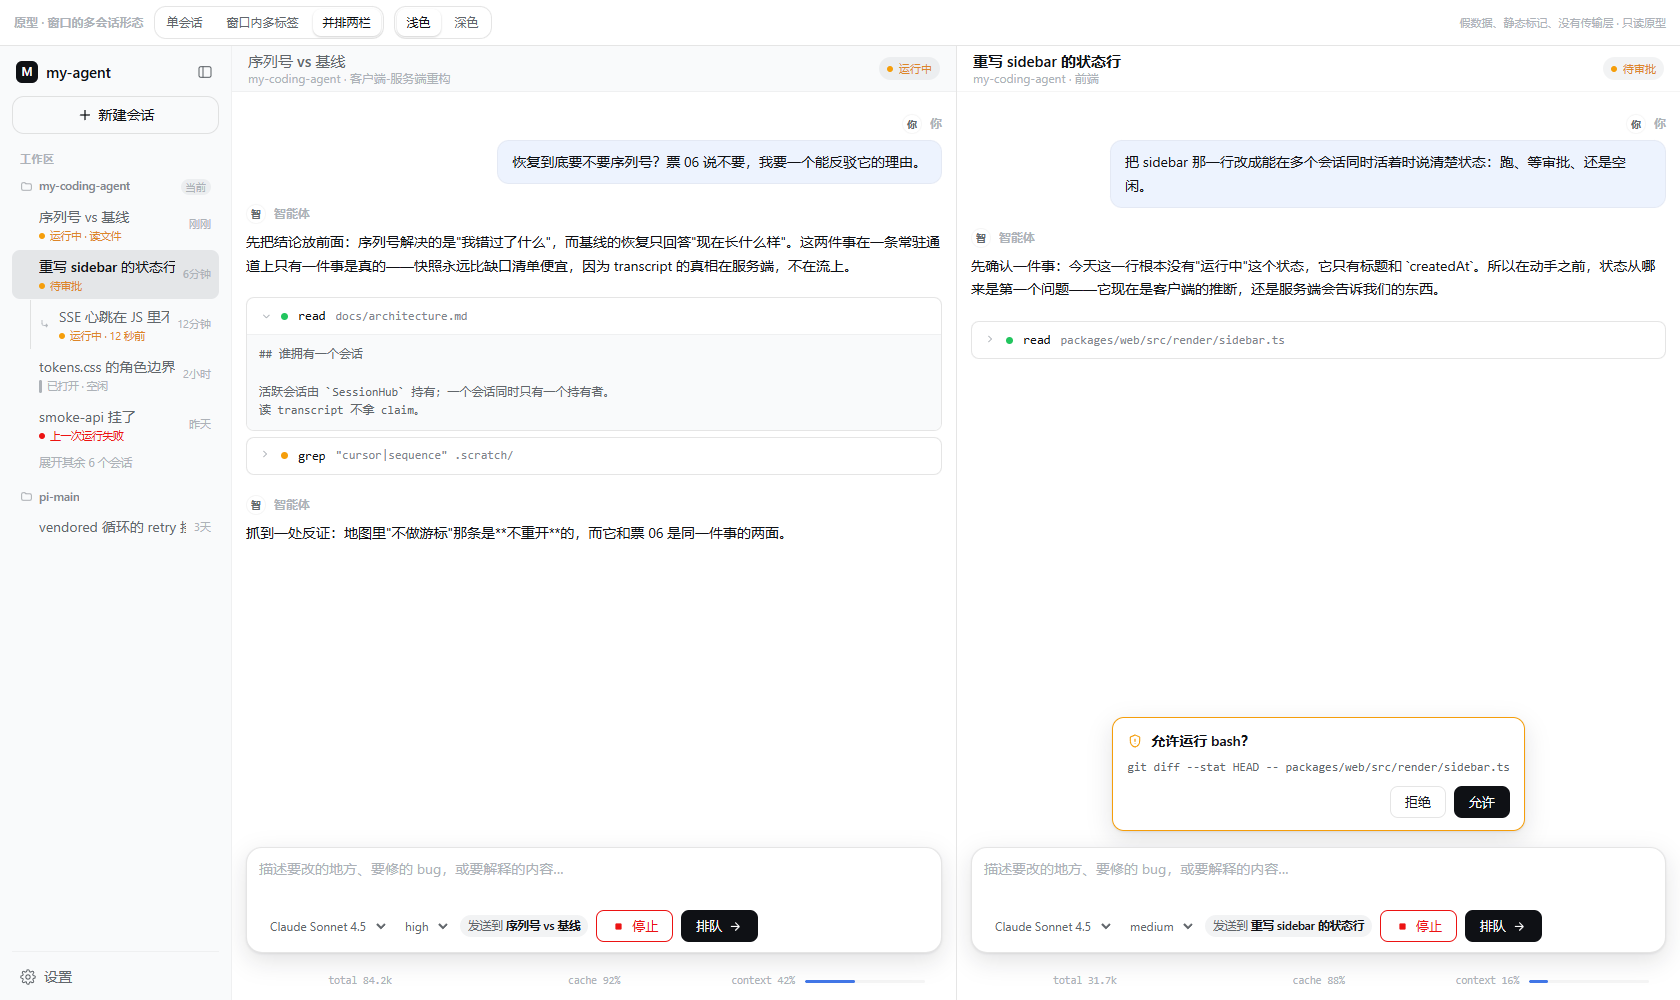 原型 · 窗口的多会话形态
单会话
窗口内多标签
并排两栏
浅色
深色
假数据、静态标记、没有传输层 · 只读原型
M my-agent
+ 新建会话
工作区
my-coding-agent 当前
序列号 vs 基线 刚刚
运行中 · 读文件
重写 sidebar 的状态行 6分钟
待审批
SSE 心跳在 JS 里不 12分钟
运行中 · 12 秒前
tokens.css 的角色边界 2小时
已打开 · 空闲
smoke-api 挂了 昨天
上一次运行失败
展开其余 6 个会话
pi-main
vendored 循环的 retry 3天
设置
序列号 vs 基线
my-coding-agent · 客户端-服务端重构
运行中
你 你
恢复到底要不要序列号？票 06 说不要，我要一个能反驳它的理由。
智 智能体
先把结论放前面：序列号解决的是"我错过了什么"，而基线的恢复只回答"现在长什么样"。这两件事在一条常驻通
道上只有一件事是真的——快照永远比缺口清单便宜，因为 transcript 的真相在服务端，不在流上。
read docs/architecture.md
## 谁拥有一个会话
活跃会话由 `SessionHub` 持有；一个会话同时只有一个持有者。
读 transcript 不拿 claim。
grep "cursor|sequence" .scratch/
智 智能体
抓到一处反证：地图里"不做游标"那条是**不重开**的，而它和票 06 是同一件事的两面。
描述要改的地方、要修的 bug，或要解释的内容...
Claude Sonnet 4.5 high 发送到 序列号 vs 基线 停止 排队 →
total 84.2k cache 92% context 42%
重写 sidebar 的状态行
my-coding-agent · 前端
待审批
你 你
把 sidebar 那一行改成能在多个会话同时活着时说清楚状态：跑、等审批、还是空
闲。
智 智能体
先确认一件事：今天这一行根本没有"运行中"这个状态，它只有标题和 `createdAt`。所以在动手之前，状态从哪
来是第一个问题——它现在是客户端的推断，还是服务端会告诉我们的东西。
read packages/web/src/render/sidebar.ts
允许运行 bash？
git diff --stat HEAD -- packages/web/src/render/sidebar.ts
拒绝 允许
描述要改的地方、要修的 bug，或要解释的内容...
Claude Sonnet 4.5 medium 发送到 重写 sidebar 的状态行 停止 排队 →
total 31.7k cache 88% context 16%